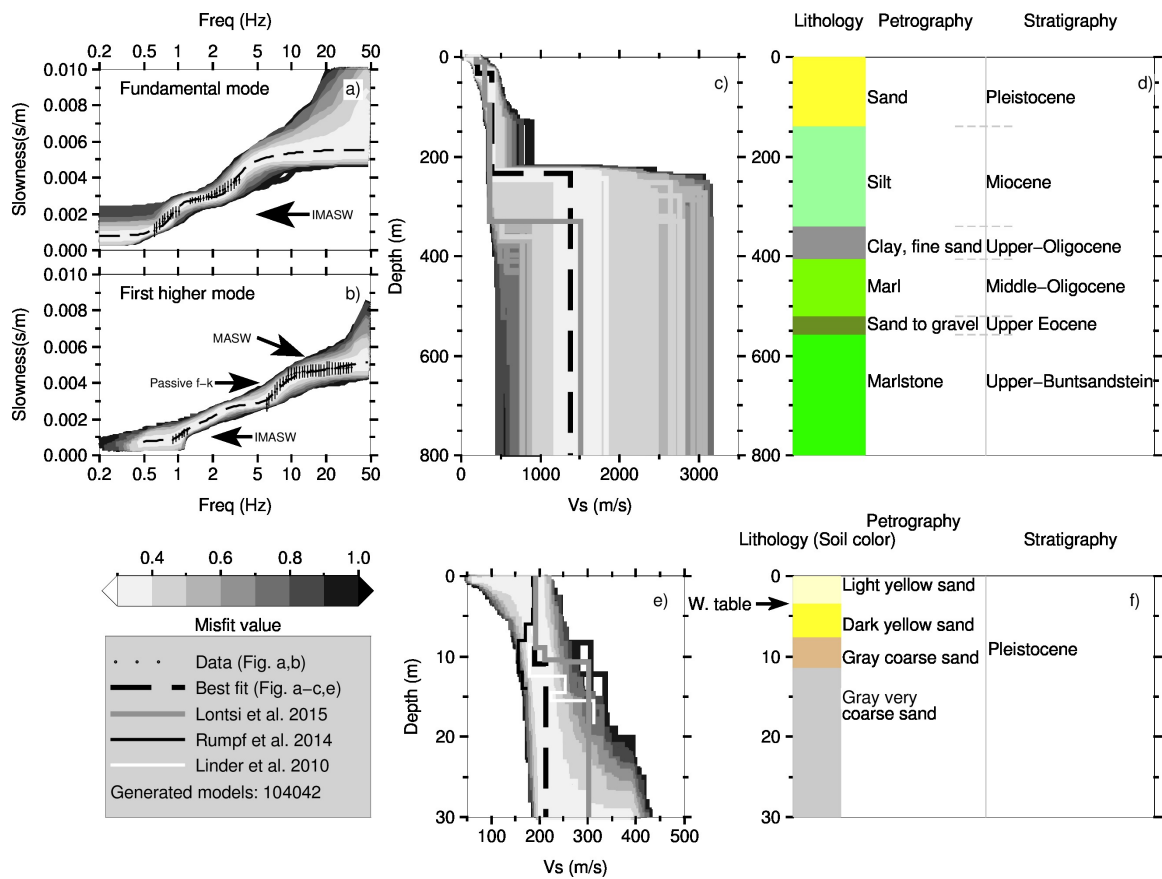 Freq (Hz)
0.2 0.5 1 2 5 10 20 50
0.010
0.008
0.006
0.004
0.002
0.000
Slowness(s/m)
Fundamental mode
a)
IMASW
0.010
0.008
0.006
0.004
0.002
0.000
Slowness(s/m)
First higher mode
b)
MASW
Passive f−k
IMASW
0.2 0.5 1 2 5 10 20 50
Freq (Hz)
0
200
400
600
800
Depth (m)
c)
0 1000 2000 3000
Vs (m/s)
Lithology Petrography Stratigraphy
0
200
400
600
800
d)
Sand Pleistocene
Silt Miocene
Clay, fine sand Upper−Oligocene
Marl Middle−Oligocene
Sand to gravel Upper Eocene
Marlstone Upper−Buntsandstein
0.4 0.6 0.8 1.0
Misfit value
Data (Fig. a,b)
Best fit (Fig. a−c,e)
Lontsi et al. 2015
Rumpf et al. 2014
Linder et al. 2010
Generated models: 104042
0
10
20
30
Depth (m)
e)
100 200 300 400 500
Vs (m/s)
Petrography
Lithology (Soil color) Stratigraphy
W. table
0
10
20
30
f)
Light yellow sand
Dark yellow sand
Gray coarse sand
Gray very
coarse sand
Pleistocene